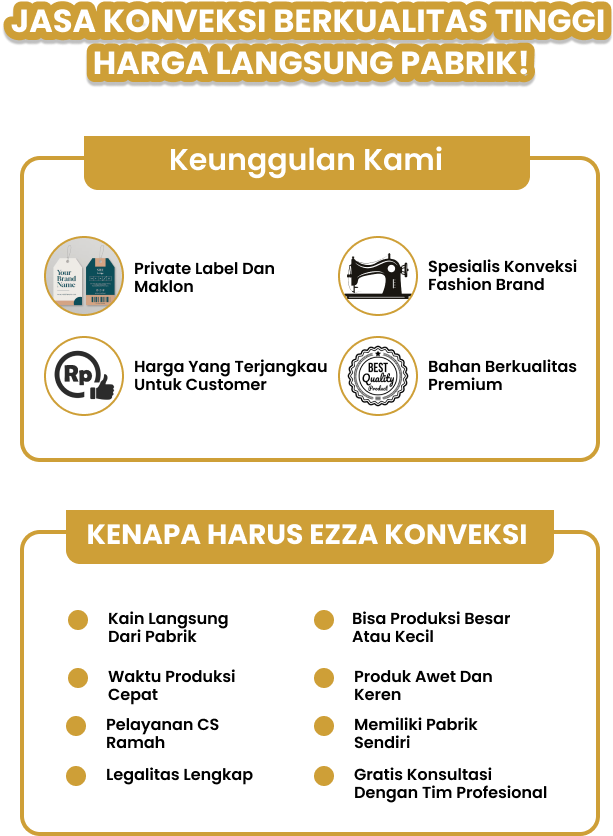 JASA KONVEKSI BERKUALITAS TINGGI
HARGA LANGSUNG PABRIK!
Keunggulan Kami
Your
Brand
Name
Private Label Dan
Maklon
Spesialis Konveksi
Fashion Brand
Rp
Harga Yang Terjangkau
Untuk Customer
BEST
Quality
Product
Bahan Berkualitas
Premium
KENAPA HARUS EZZA KONVEKSI
Kain Langsung
Dari Pabrik
Bisa Produksi Besar
Atau Kecil
Waktu Produksi
Cepat
Produk Awet Dan
Keren
Pelayanan CS
Ramah
Memiliki Pabrik
Sendiri
Legalitas Lengkap
Gratis Konsultasi
Dengan Tim Profesional